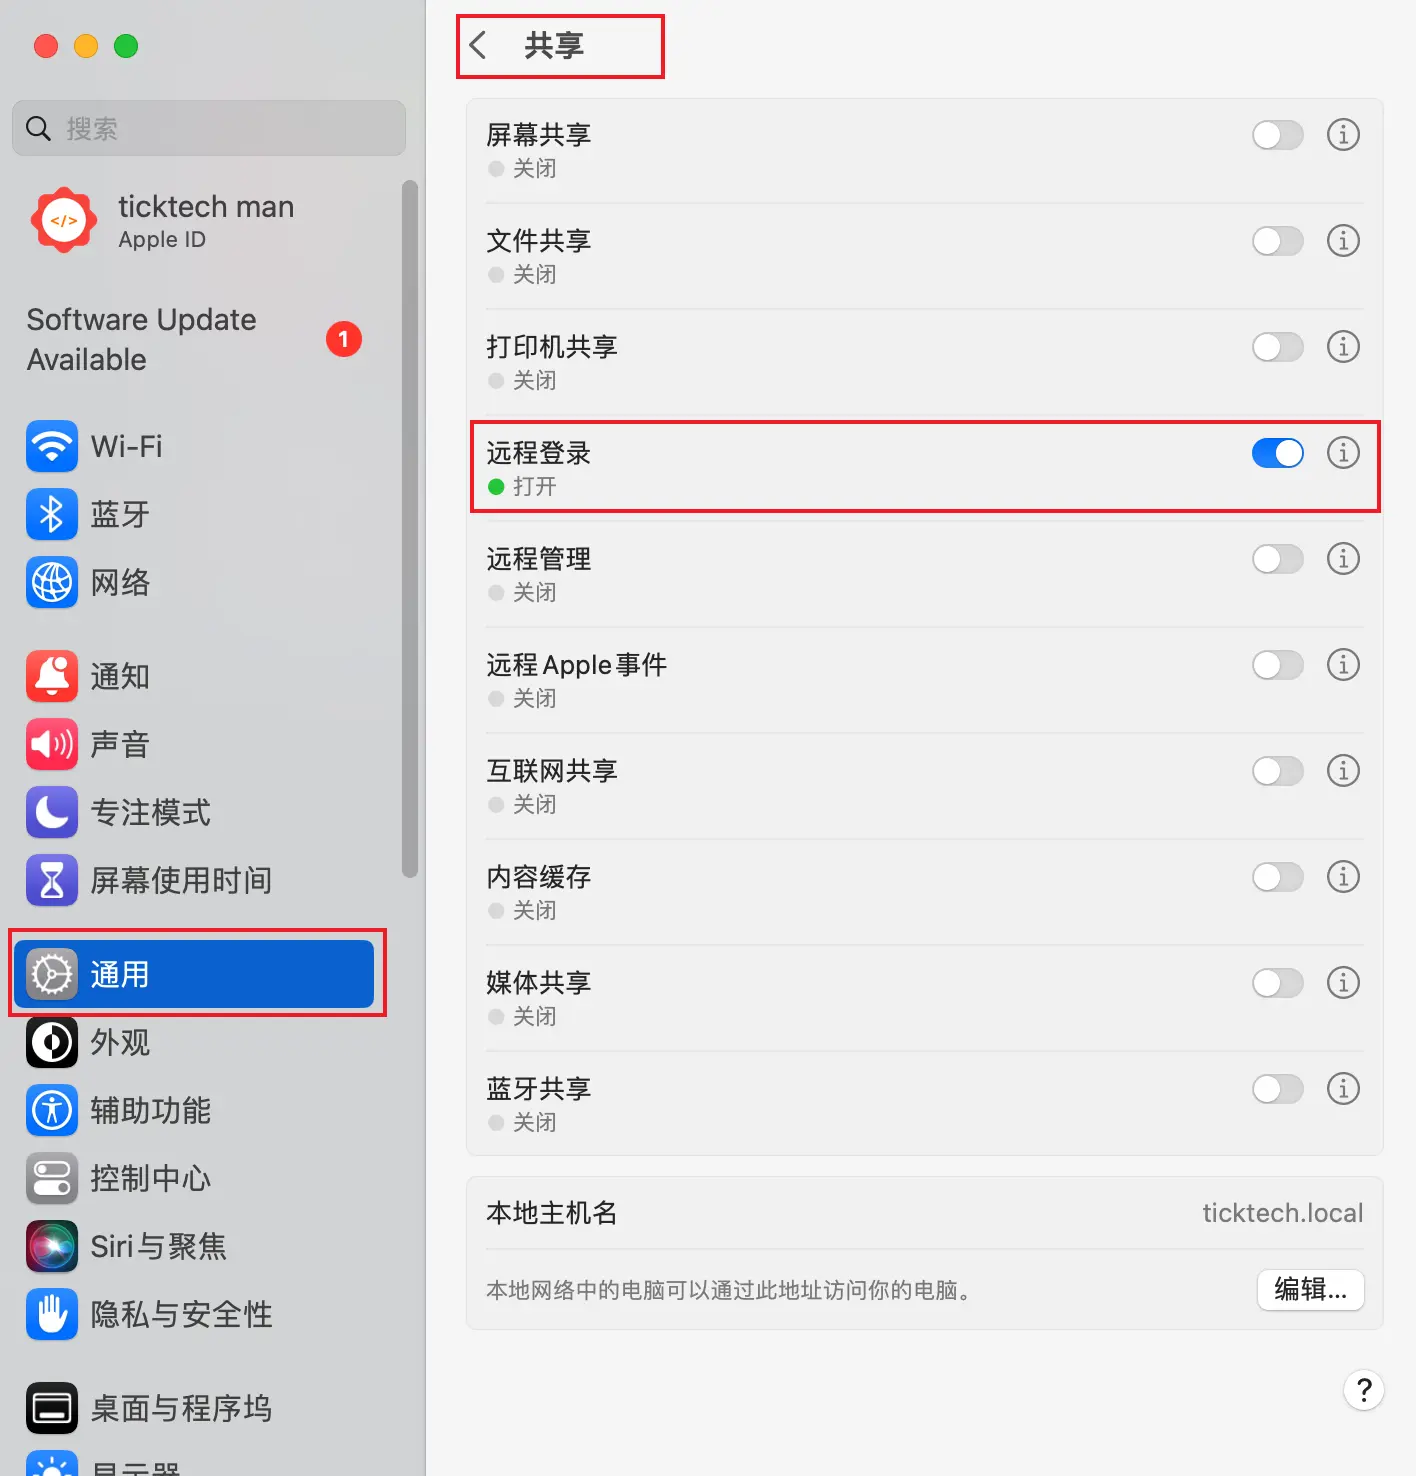 搜索
ticktech man
Apple ID
Software Update
Available
1
Wi-Fi
蓝牙
网络
通知
声音
专注模式
屏幕使用时间
通用
外观
辅助功能
控制中心
Siri与聚焦
隐私与安全性
桌面与程序坞
显示器
共享
屏幕共享
关闭
文件共享
关闭
打印机共享
关闭
远程登录
打开
远程管理
关闭
远程Apple事件
关闭
互联网共享
关闭
内容缓存
关闭
媒体共享
关闭
蓝牙共享
关闭
本地主机名 ticktech.local
本地网络中的电脑可以通过此地址访问你的电脑。 编辑...
?